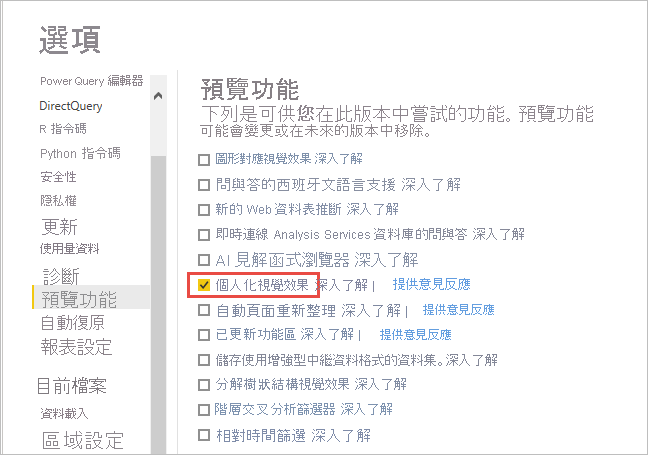 選項
Power Query 編輯器
DirectQuery
R 指令碼
Python 指令碼
安全性
隱私權
更新
使用量資料
診斷
預覽功能
自動復原
報表設定
目前檔案
資料載入
區域設定
預覽功能
下列是可供您在此版本中嘗試的功能。預覽功能
可能會變更或在未來的版本中移除。
圖形對應視覺效果 深入了解
問與答的西班牙文語言支援 深入了解
新的 Web 資料表推斷 深入了解
即時連線 Analysis Services 資料庫的問與答 深入了解
AI 見解函式瀏覽器 深入了解
個人化視覺效果 深入了解 | 提供意見反應
自動頁面重新整理 深入了解 | 提供意見反應
已更新功能區 深入了解 | 提供意見反應
儲存使用增強型中繼資料格式的資料集。深入了解
分解樹狀結構視覺效果 深入了解
階層交叉分析篩選器 深入了解
相對時間篩選 深入了解